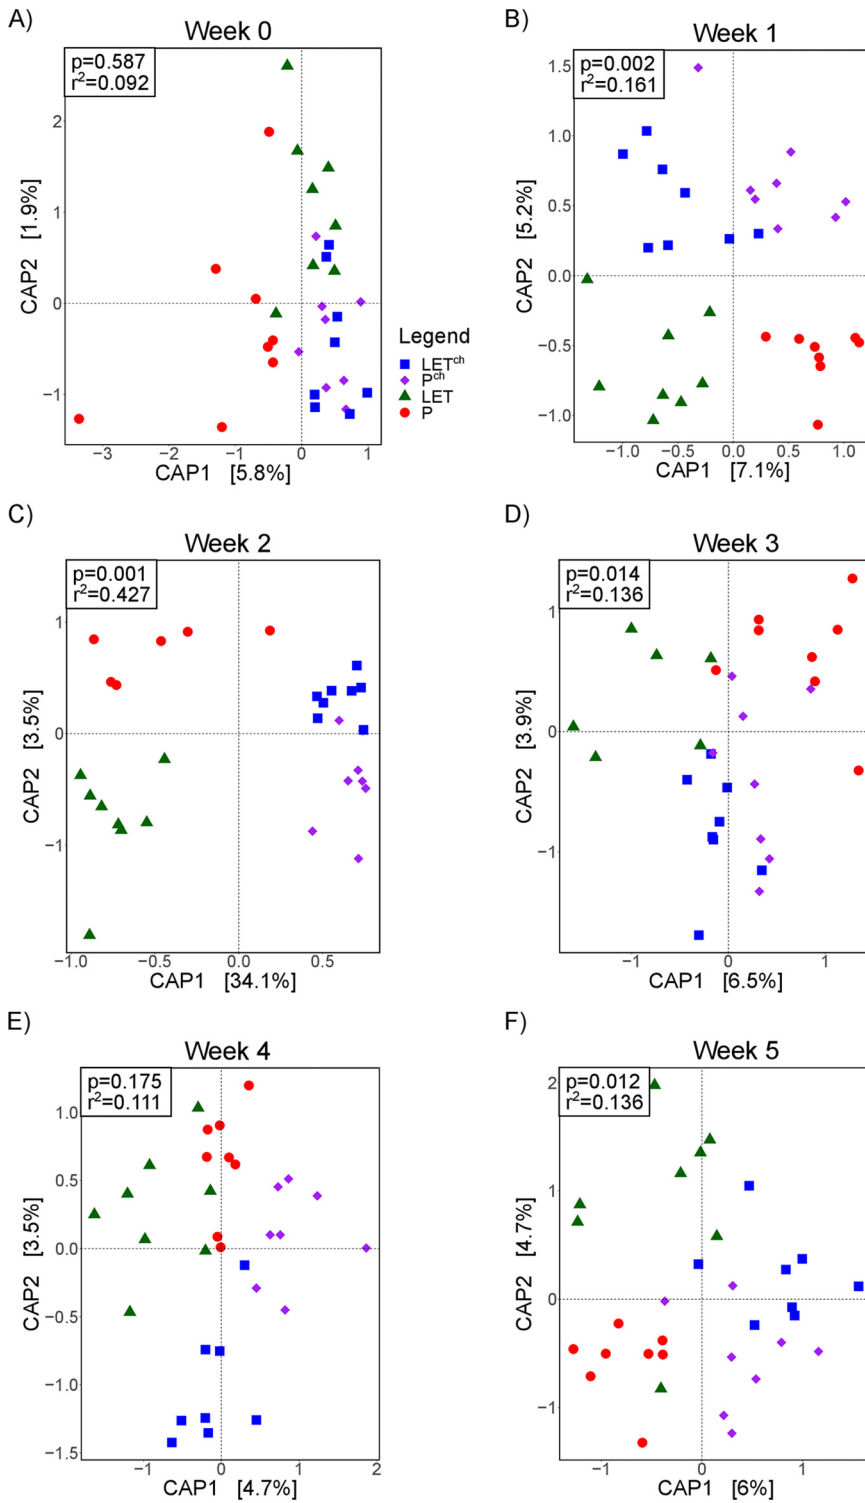 A)
Week 0
p=0.587
r²=0.092
2
1
0
−1
−3
−2
−1
0
1
CAP1 [5.8%]
CAP2 [1.9%]
Legend
LETᶜʰ
Pᶜʰ
LET
P
B)
Week 1
p=0.002
r²=0.161
1.5
1.0
0.5
0.0
−0.5
−1.0
−1.0
−0.5
0.0
0.5
1.0
CAP1 [7.1%]
CAP2 [5.2%]
C)
Week 2
p=0.001
r²=0.427
1
0
−1
−1.0
−0.5
0.0
0.5
CAP1 [34.1%]
CAP2 [3.5%]
D)
Week 3
p=0.014
r²=0.136
1
0
−1
−1
0
1
CAP1 [6.5%]
CAP2 [3.9%]
E)
Week 4
p=0.175
r²=0.111
1.0
0.5
0.0
−0.5
−1.0
−1.5
−1
0
1
2
CAP1 [4.7%]
CAP2 [3.5%]
F)
Week 5
p=0.012
r²=0.136
2
1
0
−1
−1
0
1
CAP1 [6%]
CAP2 [4.7%]